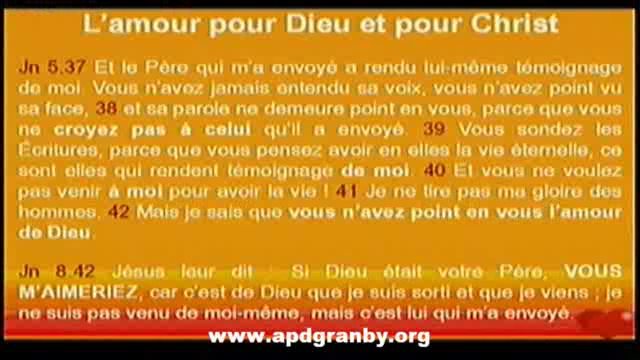 L'amour pour Dieu et pour Christ
Jn 5.37 Et le Père qui m'a envoyé a rendu lui-même témoignage
de moi. Vous n'avez jamais entendu sa voix, vous n'avez point vu
sa face, 38 et sa parole ne demeure point en vous, parce que vous
ne croyez pas à celui qu'il a envoyé. 39 Vous sondez les
Écritures, parce que vous pensez avoir en elles la vie éternelle, ce
sont elles qui rendent témoignage de moi. 40 Et vous ne voulez
pas venir à moi pour avoir la vie ! 41 Je ne tire pas ma gloire des
hommes. 42 Mais je sais que vous n'avez point en vous l'amour
de Dieu.
Jn 8.42 Jésus leur dit : Si Dieu était votre Père, VOUS
M'AIMERIEZ, car c'est de Dieu que je suis sorti et que je viens ; je
ne suis pas venu de moi-même, mais c'est lui qui m'a envoyé.
www.apdgranby.org